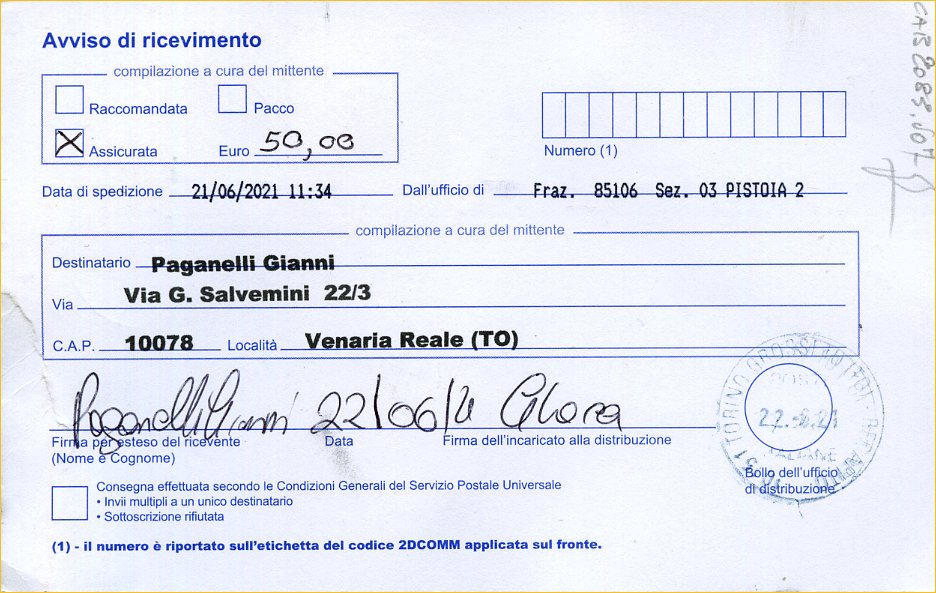 Avviso di ricevimento
compilazione a cura del mittente
Raccomandata Pacco
X Assicurata Euro 50,00
Numero (1)
Data di spedizione 21/06/2021 11:34 Dall'ufficio di Fraz. 85106 Sez. 03 PISTOIA 2
compilazione a cura del mittente
Destinatario Paganelli Gianni
Via Via G. Salvemini 22/3
C.A.P. 10078 Località Venaria Reale (TO)
Paganelli Gianni 22/06/21
Firma per esteso del ricevente Data Firma dell'incaricato alla distribuzione
(Nome e Cognome)
22.-6.21
Bollo dell'ufficio
di distribuzione
Consegna effettuata secondo le Condizioni Generali del Servizio Postale Universale
• Invii multipli a un unico destinatario
• Sottoscrizione rifiutata
(1) - il numero è riportato sull'etichetta del codice 2DCOMM applicata sul fronte.